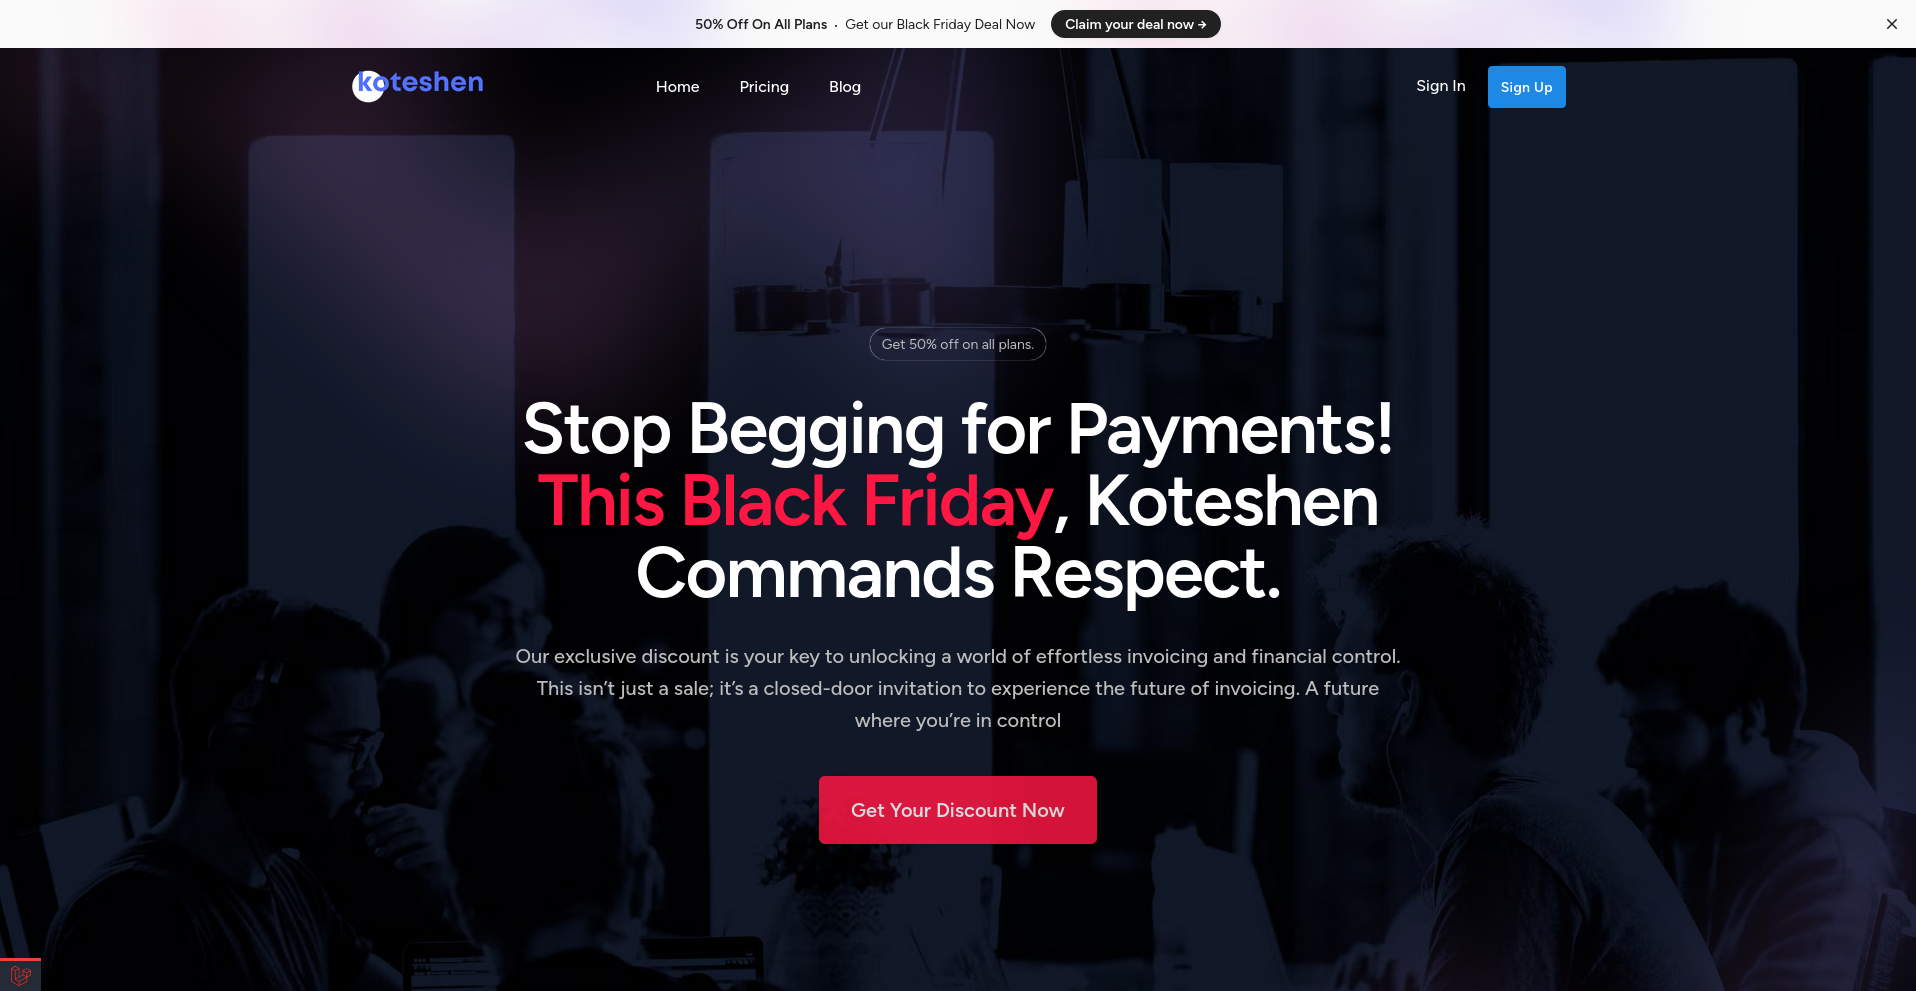 50% Off On All Plans · Get our Black Friday Deal Now Claim your deal now →
koteshen
Home Pricing Blog
Sign In Sign Up
Get 50% off on all plans.
Stop Begging for Payments!
This Black Friday, Koteshen
Commands Respect.
Our exclusive discount is your key to unlocking a world of effortless invoicing and financial control.
This isn’t just a sale; it’s a closed-door invitation to experience the future of invoicing. A future
where you’re in control
Get Your Discount Now